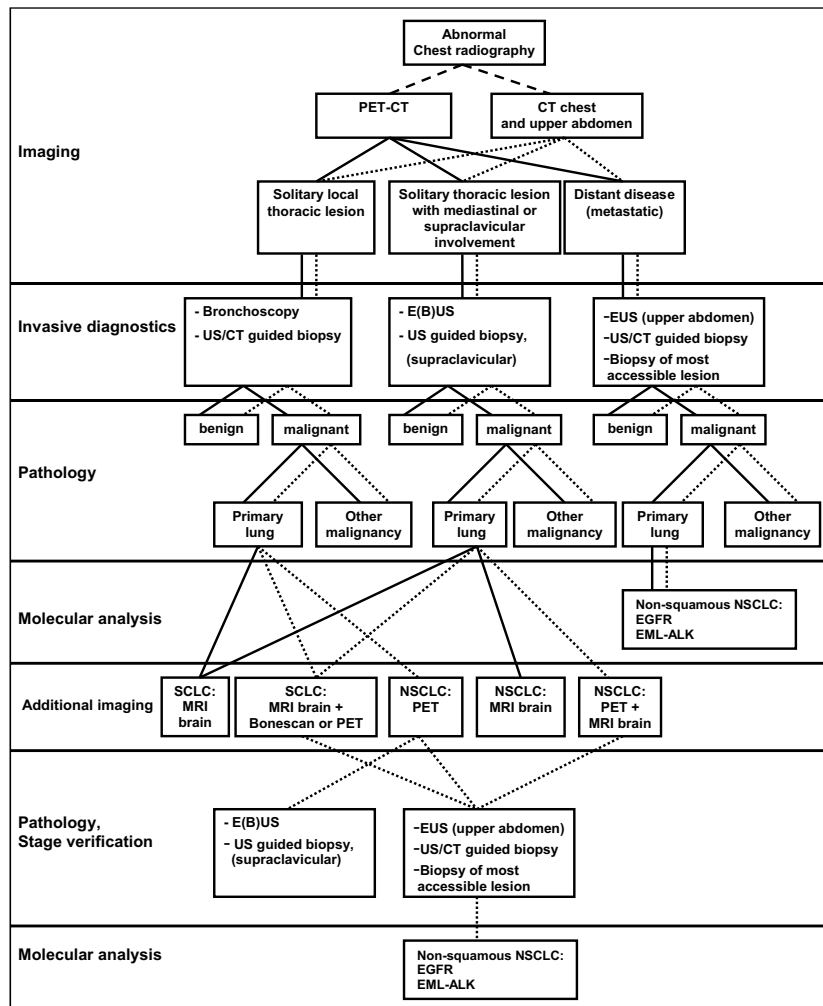 Abnormal
Chest radiography
PET-CT
CT chest
and upper abdomen
Imaging
Solitary local
thoracic lesion
Solitary thoracic lesion
with mediastinal or
supraclavicular
involvement
Distant disease
(metastatic)
Invasive diagnostics
- Bronchoscopy
- US/CT guided biopsy
- E(B)US
- US guided biopsy,
(supraclavicular)
-EUS (upper abdomen)
-US/CT guided biopsy
-Biopsy of most
accessible lesion
benign
malignant
benign
malignant
benign
malignant
Pathology
Primary
lung
Other
malignancy
Primary
lung
Other
malignancy
Primary
lung
Other
malignancy
Molecular analysis
Non-squamous NSCLC:
EGFR
EML-ALK
Additional imaging
SCLC:
MRI
brain
SCLC:
MRI brain +
Bonescan or PET
NSCLC:
PET
NSCLC:
MRI brain
NSCLC:
PET +
MRI brain
Pathology,
Stage verification
- E(B)US
- US guided biopsy,
(supraclavicular)
-EUS (upper abdomen)
-US/CT guided biopsy
-Biopsy of most
accessible lesion
Molecular analysis
Non-squamous NSCLC:
EGFR
EML-ALK